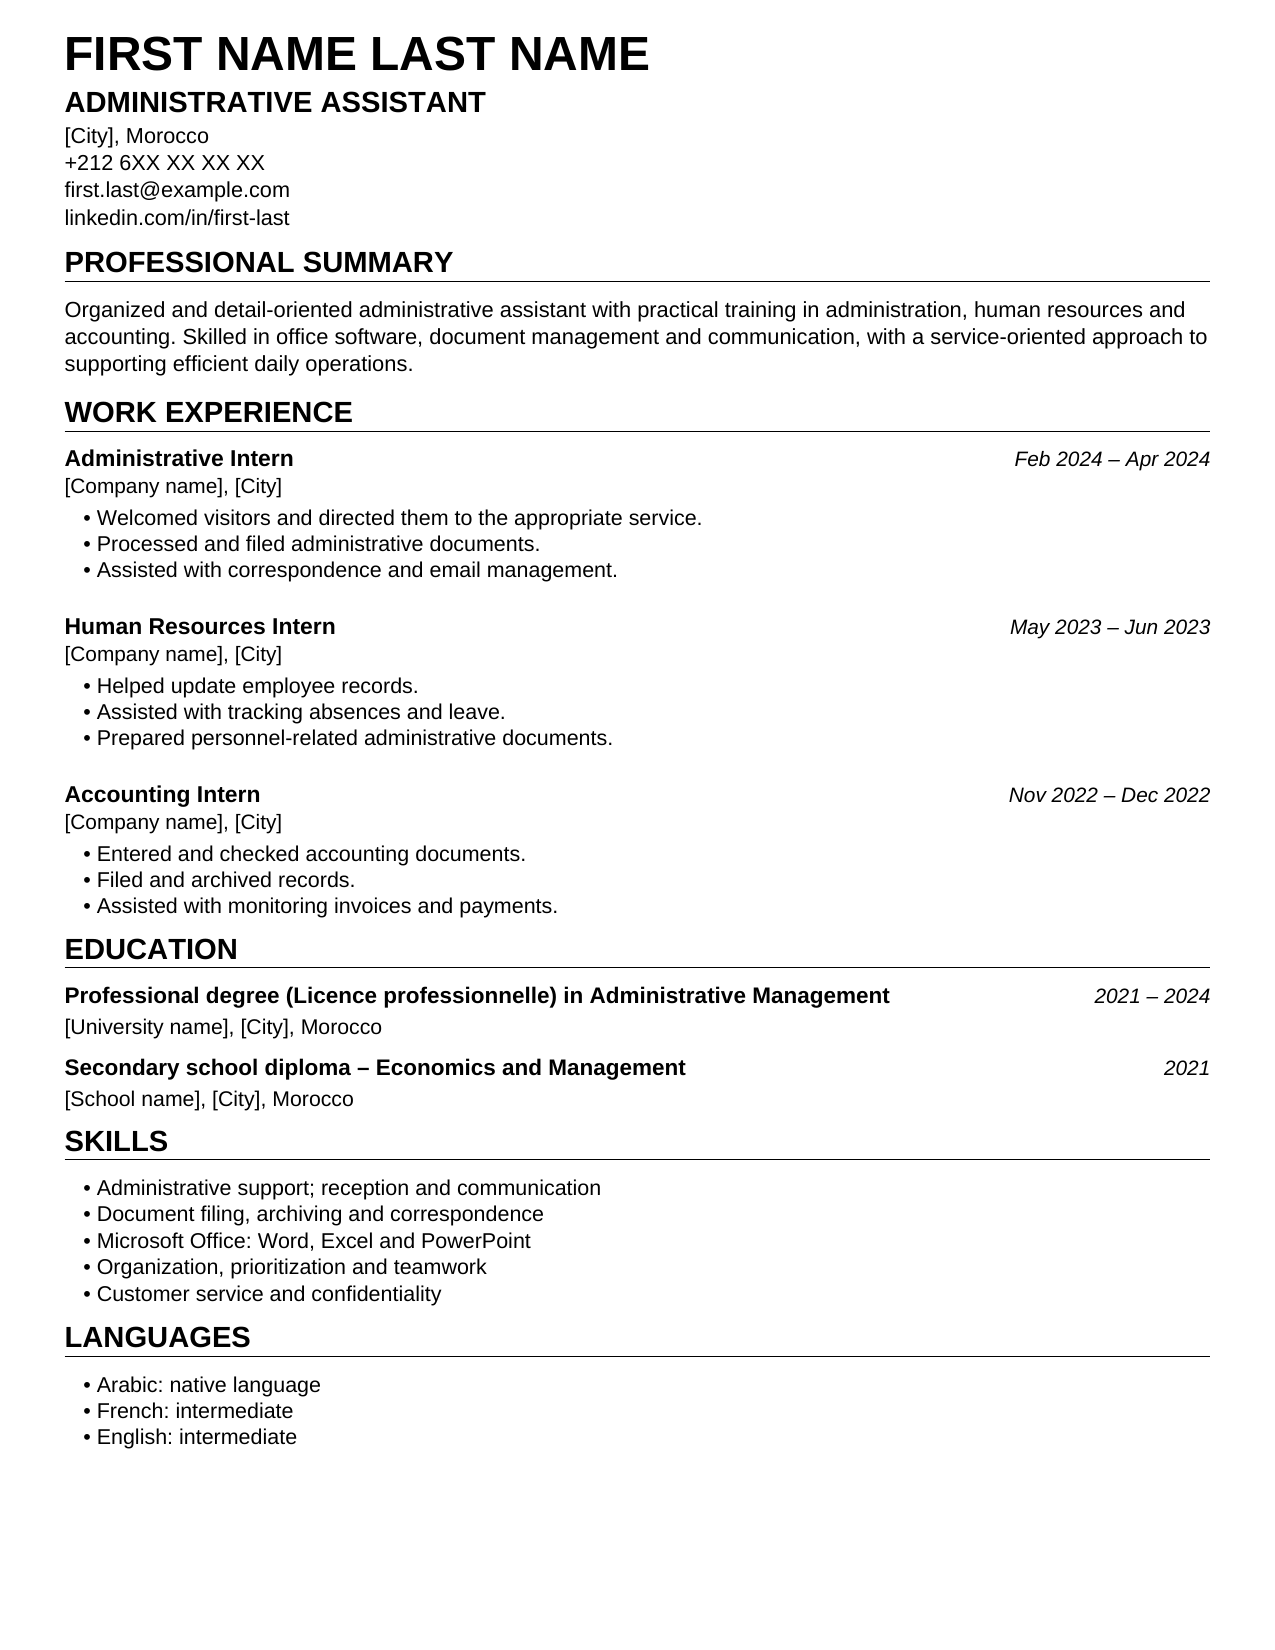 FIRST NAME LAST NAME
ADMINISTRATIVE ASSISTANT
[City], Morocco
+212 6XX XX XX XX
first.last@example.com
linkedin.com/in/first-last
PROFESSIONAL SUMMARY
Organized and detail-oriented administrative assistant with practical training in administration, human resources and
accounting. Skilled in office software, document management and communication, with a service-oriented approach to
supporting efficient daily operations.
WORK EXPERIENCE
Administrative Intern Feb 2024 – Apr 2024
[Company name], [City]
• Welcomed visitors and directed them to the appropriate service.
• Processed and filed administrative documents.
• Assisted with correspondence and email management.
Human Resources Intern May 2023 – Jun 2023
[Company name], [City]
• Helped update employee records.
• Assisted with tracking absences and leave.
• Prepared personnel-related administrative documents.
Accounting Intern Nov 2022 – Dec 2022
[Company name], [City]
• Entered and checked accounting documents.
• Filed and archived records.
• Assisted with monitoring invoices and payments.
EDUCATION
Professional degree (Licence professionnelle) in Administrative Management 2021 – 2024
[University name], [City], Morocco
Secondary school diploma – Economics and Management 2021
[School name], [City], Morocco
SKILLS
• Administrative support; reception and communication
• Document filing, archiving and correspondence
• Microsoft Office: Word, Excel and PowerPoint
• Organization, prioritization and teamwork
• Customer service and confidentiality
LANGUAGES
• Arabic: native language
• French: intermediate
• English: intermediate